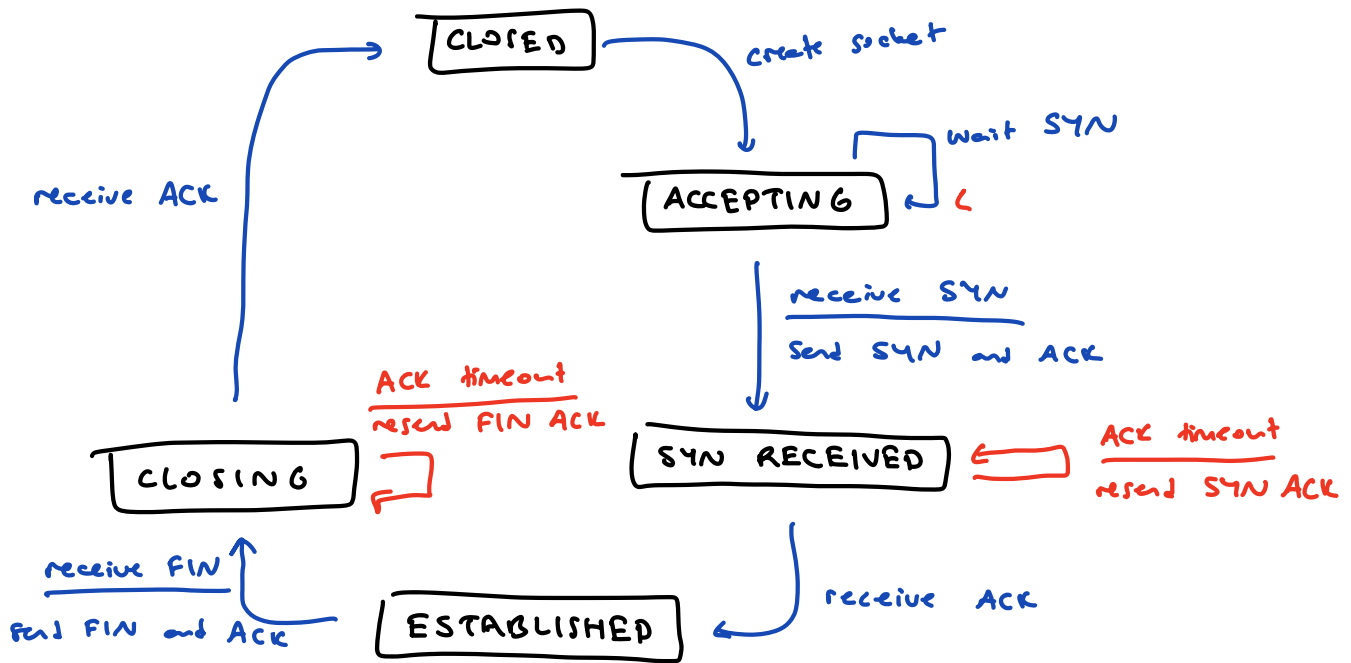 CLOSED
create socket
wait SYN
receive ACK
ACCEPTING
receive SYN
send SYN and ACK
ACK timeout
resend FIN ACK
SYN RECEIVED
ACK timeout
resend SYN ACK
CLOSING
receive FIN
send FIN and ACK
ESTABLISHED
receive ACK